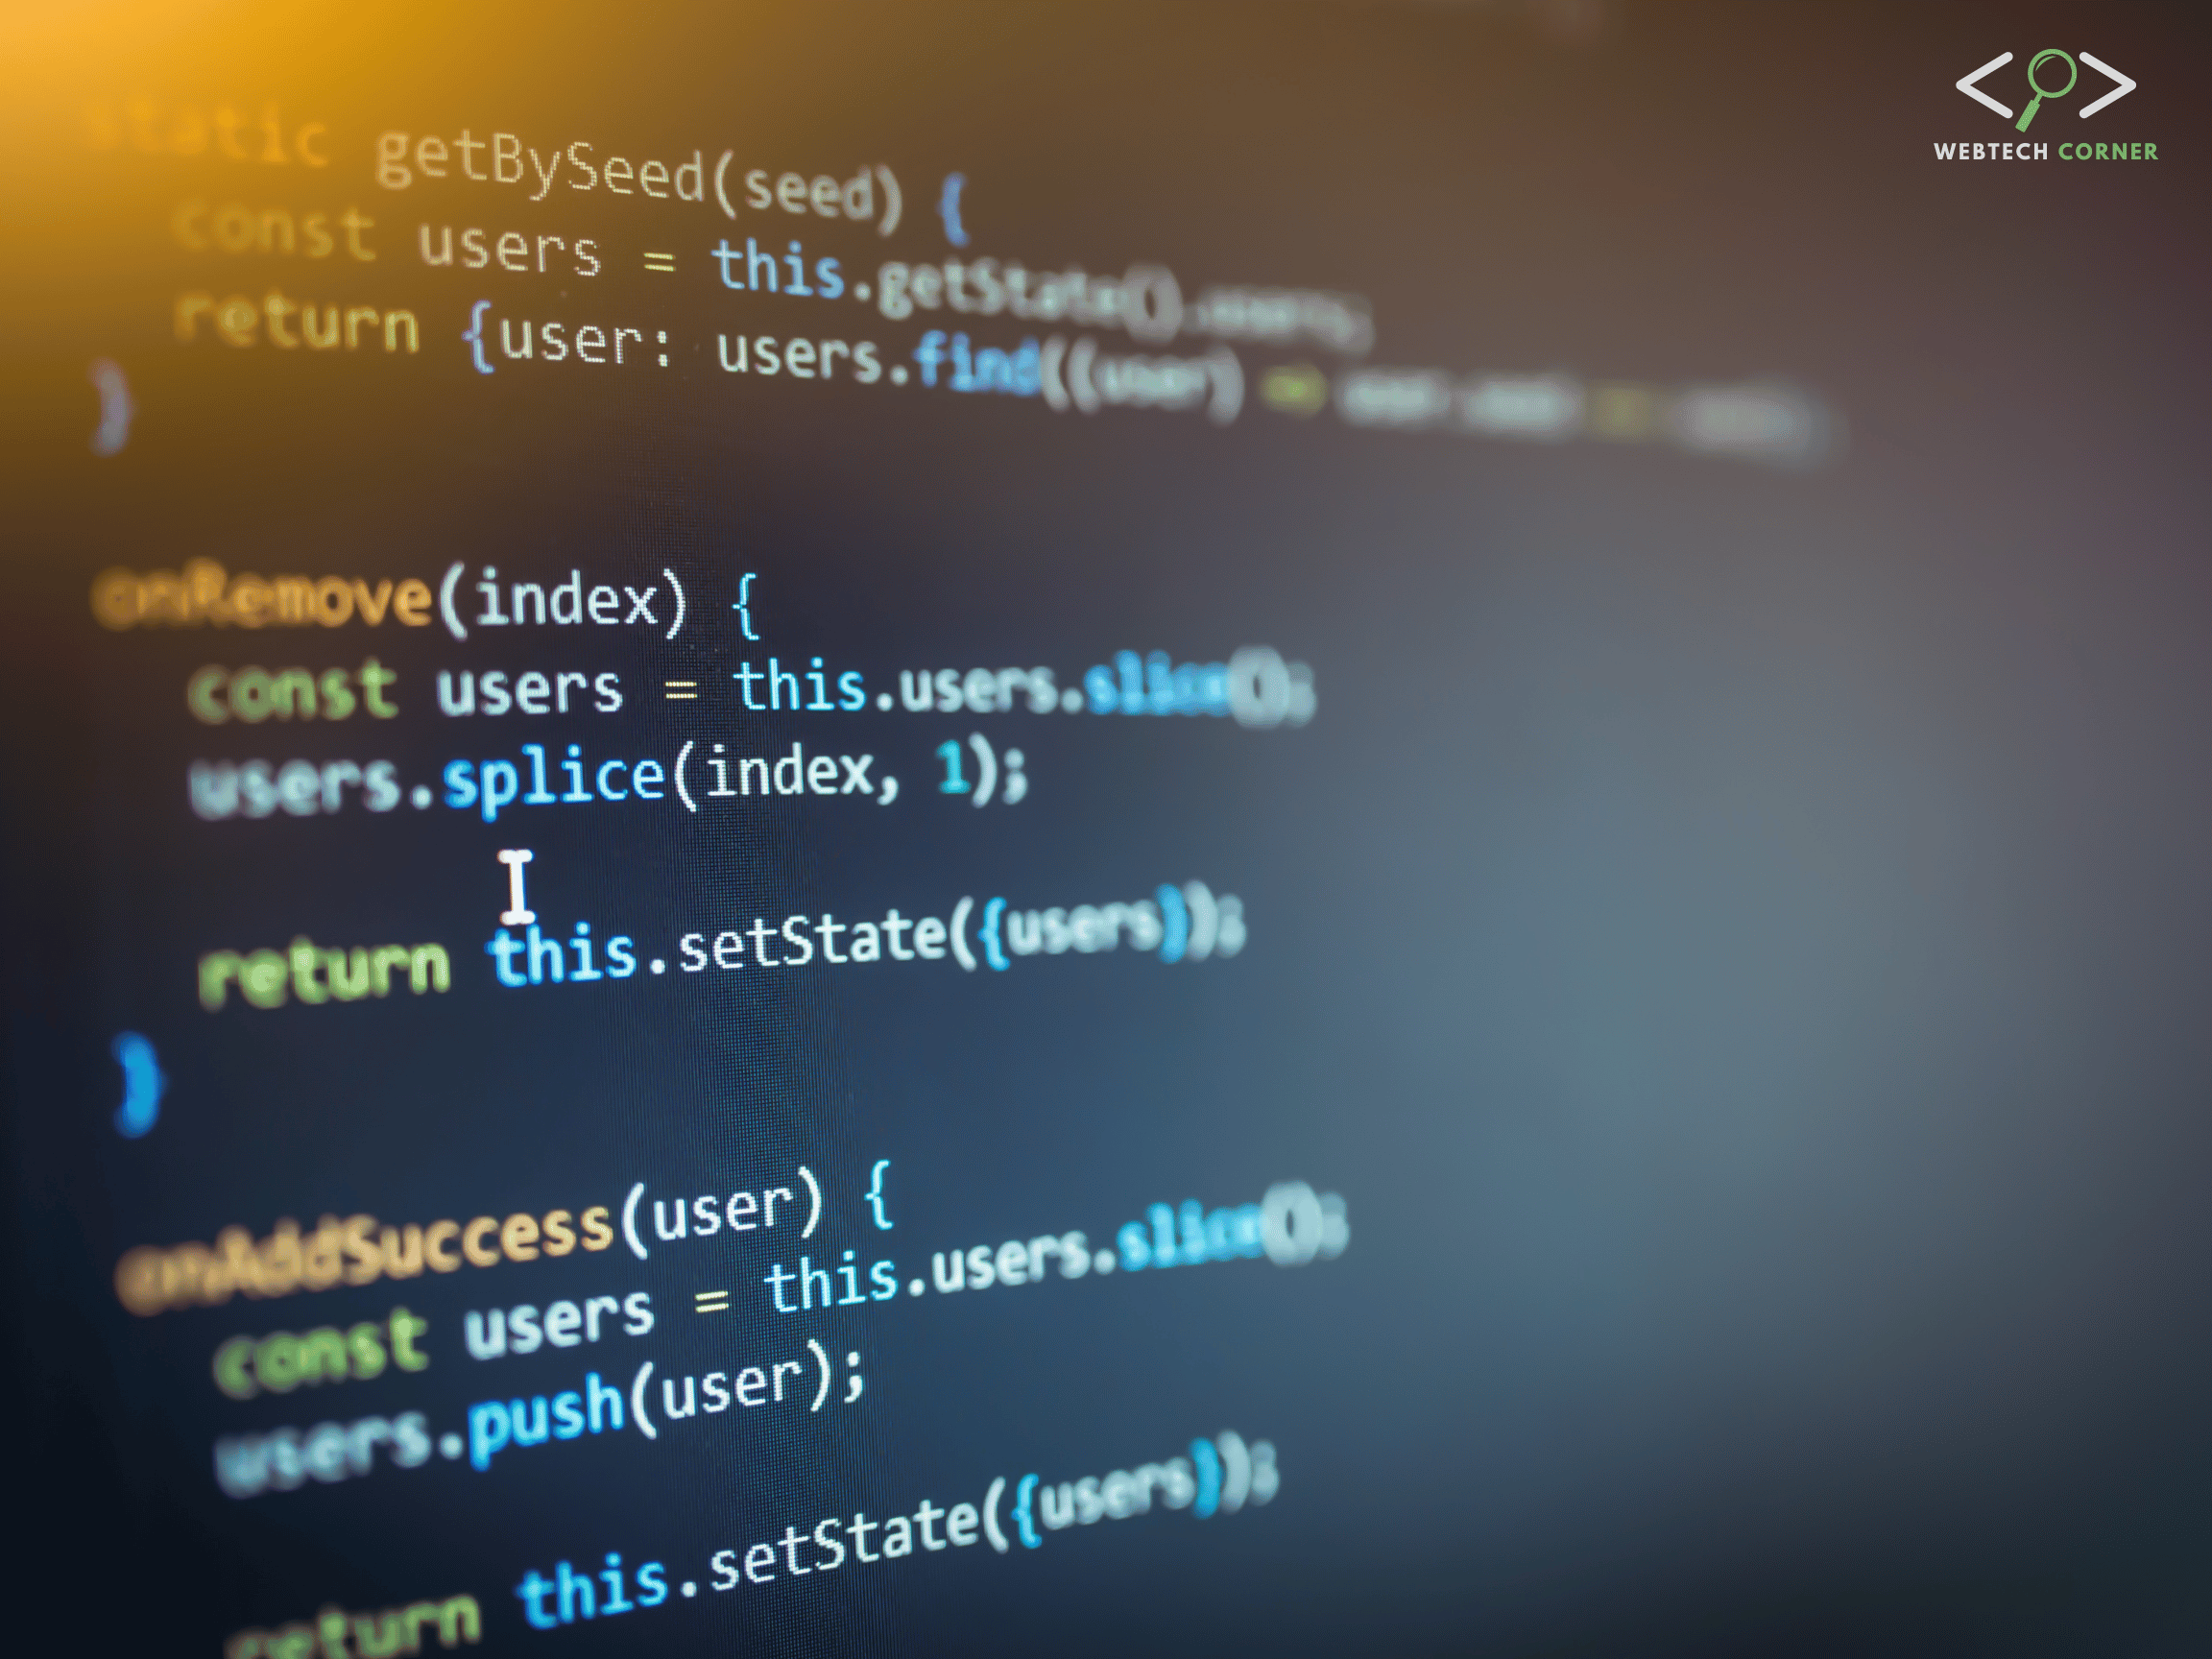 WEBTECH CORNER
static getBySeed(seed) {
const users = this.getState().users;
return {user: users.find((user) =>
}
onRemove(index) {
const users = this.users.slice();
users.splice(index, 1);
return this.setState({users});
}
onAddSuccess(user) {
const users = this.users.slice();
users.push(user);
return this.setState({users});